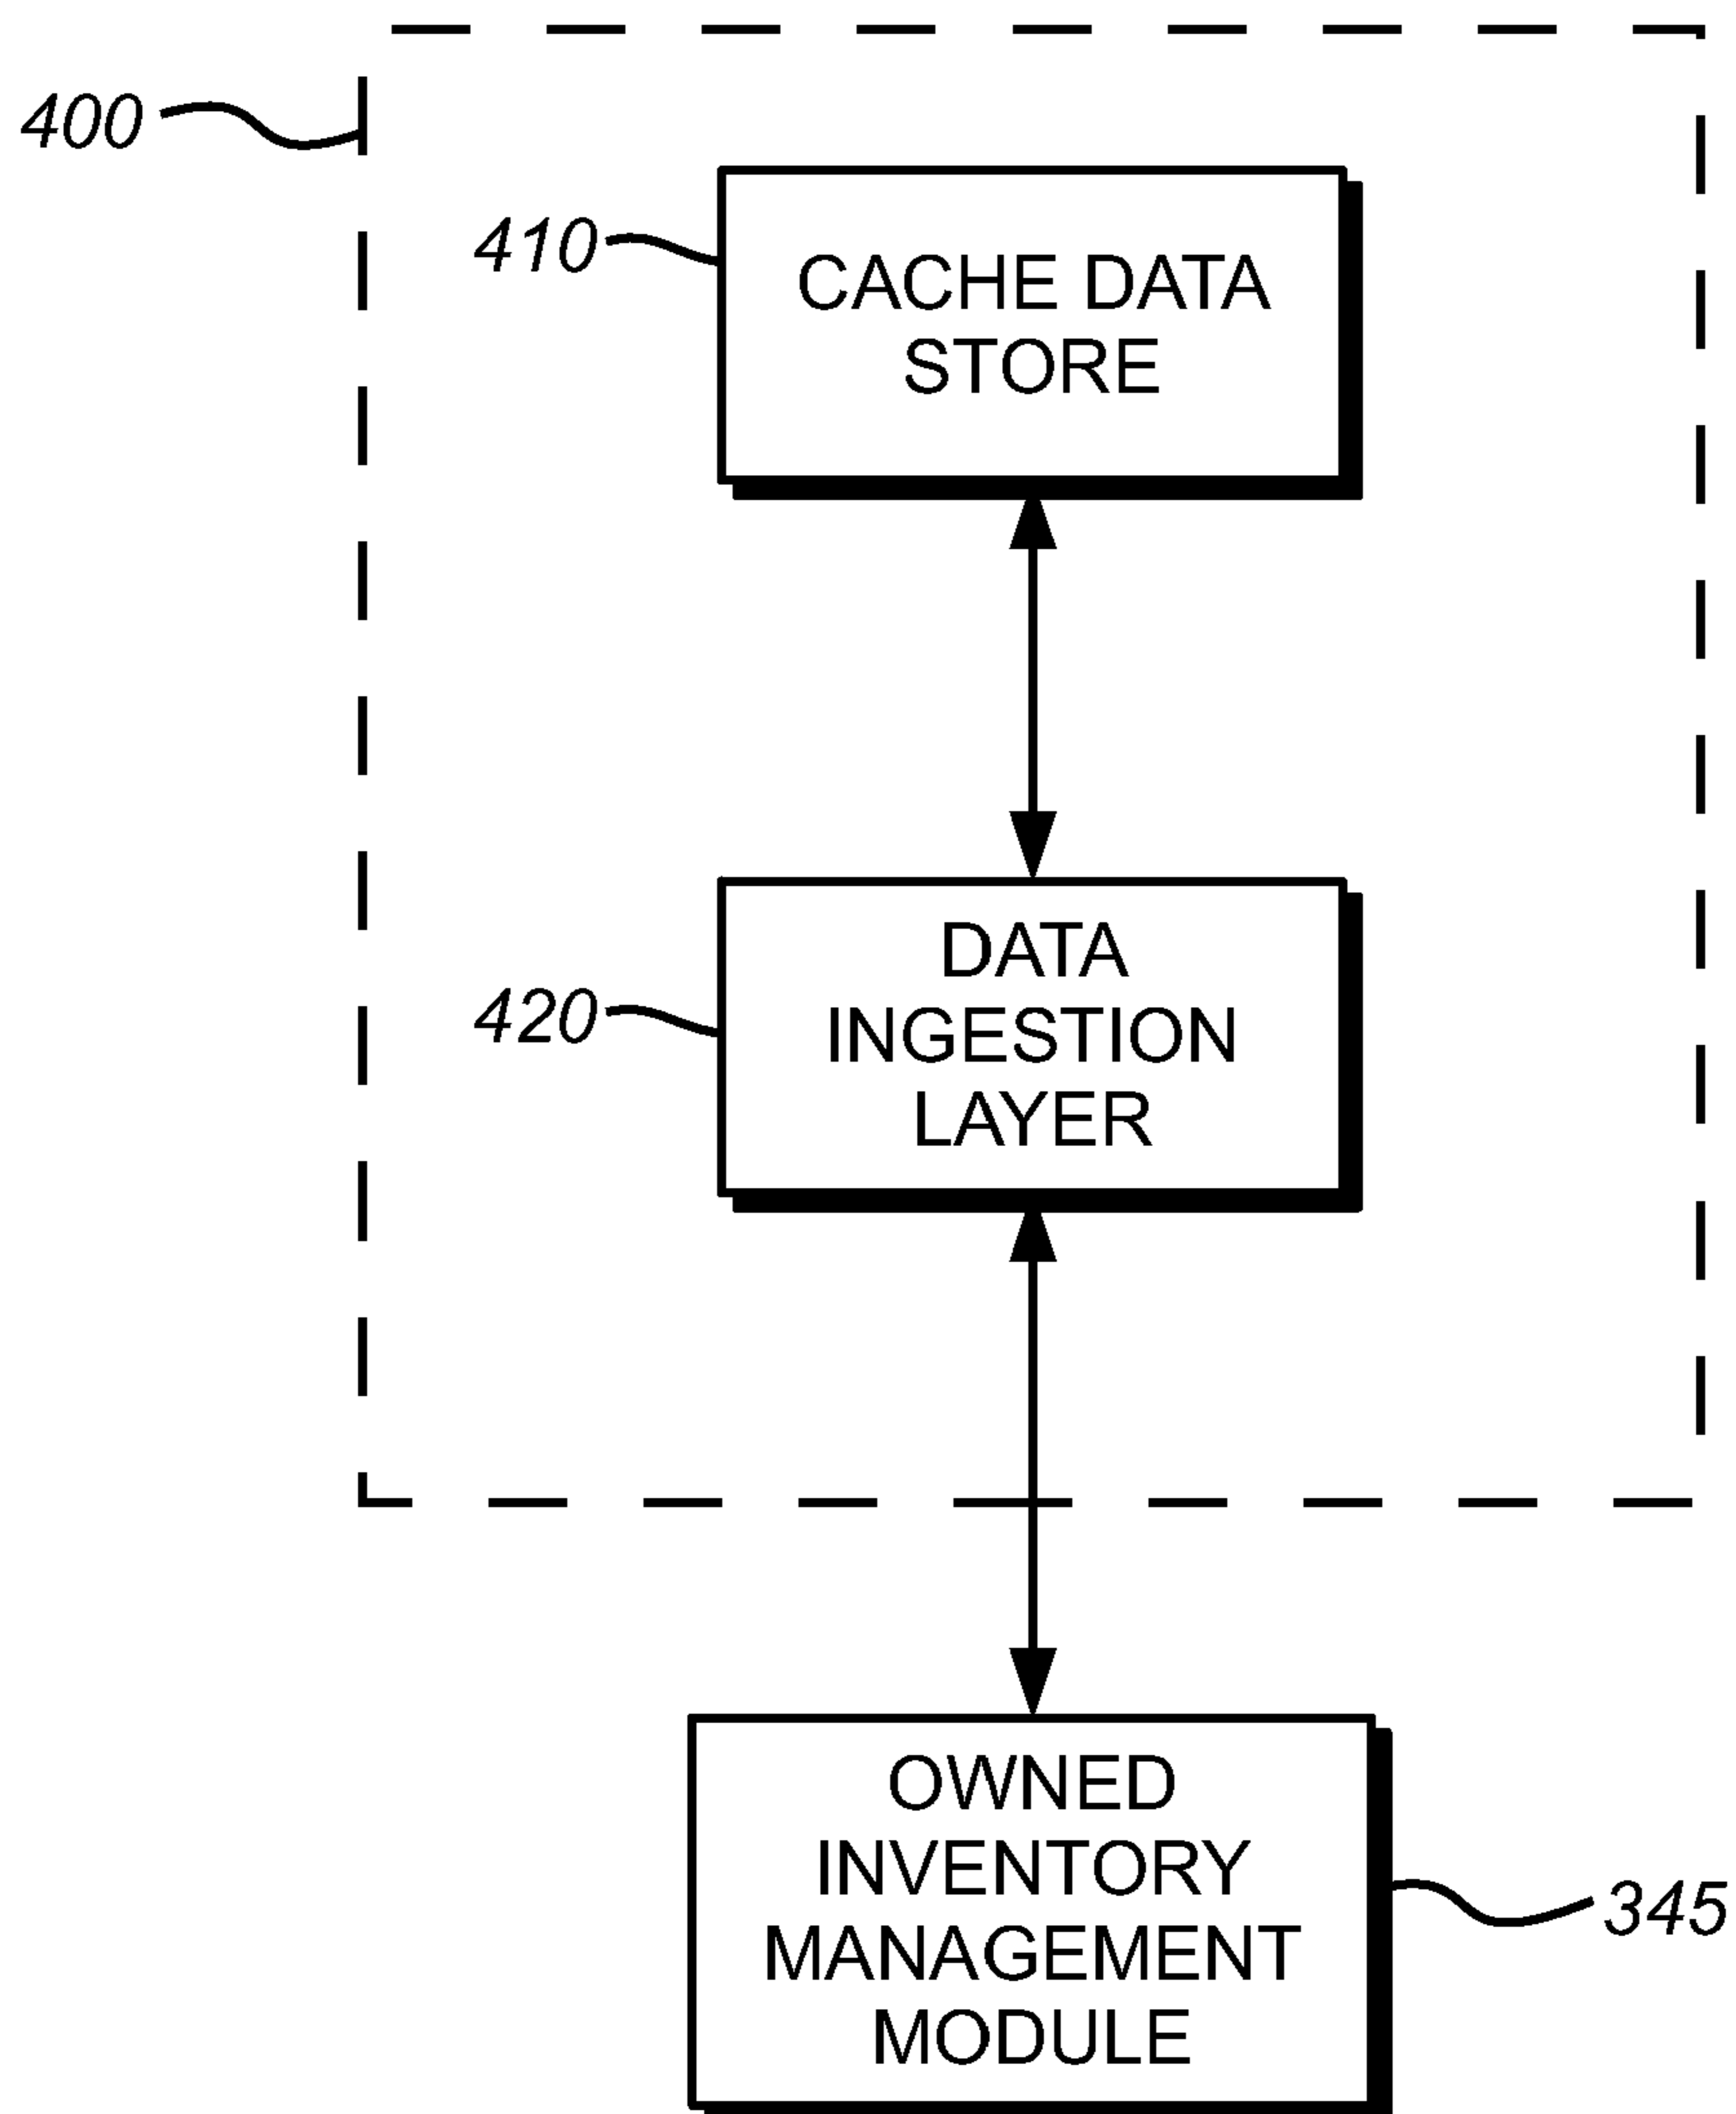 400
410
CACHE DATA
STORE
420
DATA
INGESTION
LAYER
OWNED
INVENTORY
MANAGEMENT
MODULE
345